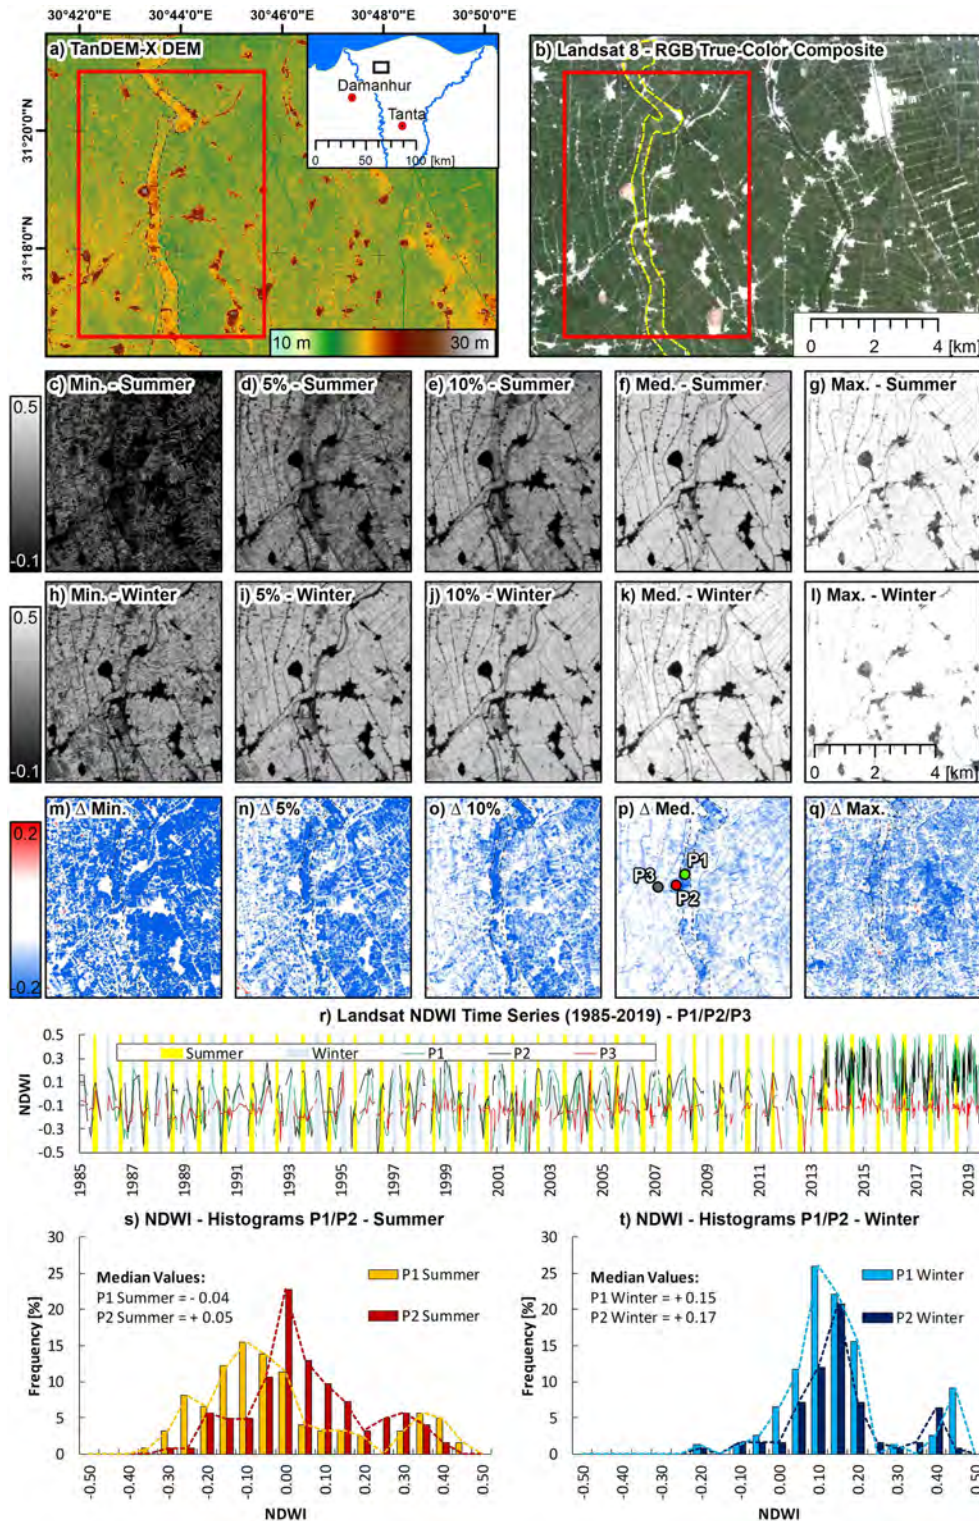 30°42'0"E 30°44'0"E 30°48'0"E 30°50'0"E
a) TanDEM-X DEM
Damanhur
Tanta
0 50 100
[km]
31°20'0"N
31°18'0"N
10 m 30 m
b) Landsat 8 - RGB True-Color Composite
0 2 4
[km]
c) Min. - Summer
d) 5% - Summer
e) 10% - Summer
f) Med. - Summer
g) Max. - Summer
0.5
-0.1
h) Min. - Winter
i) 5% - Winter
j) 10% - Winter
k) Med. - Winter
l) Max. - Winter
0.5
-0.1
0 2 4 [km]
m) Δ Min.
n) Δ 5%
o) Δ 10%
p) Δ Med.
q) Δ Max.
0.2
-0.2
P1
P3
P2
r) Landsat NDWI Time Series (1985-2019) - P1/P2/P3
Summer Winter P1 P2 P3
NDWI
0.5
0.3
0.1
-0.1
-0.3
-0.5
1985 1987 1989 1991 1993 1995 1996 1998 2000 2002 2004 2005 2007 2009 2011 2012 2014 2016 2018 2019
s) NDWI - Histograms P1/P2 - Summer
Median Values:
P1 Summer = - 0.04
P2 Summer = + 0.05
P1 Summer
P2 Summer
Frequency [%]
30
25
20
15
10
5
0
-0.50 -0.40 -0.30 -0.20 -0.10 0.00 0.10 0.20 0.30 0.40 0.50
NDWI
t) NDWI - Histograms P1/P2 - Winter
Median Values:
P1 Winter = + 0.15
P2 Winter = + 0.17
P1 Winter
P2 Winter
Frequency [%]
30
25
20
15
10
5
0
-0.50 -0.40 -0.30 -0.20 -0.10 0.00 0.10 0.20 0.30 0.40 0.50
NDWI